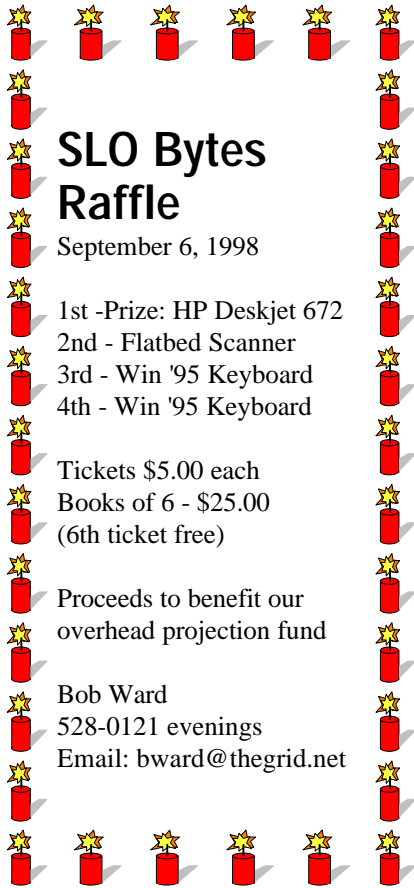 SLO Bytes
Raffle
September 6, 1998
1st -Prize: HP Deskjet 672
2nd - Flatbed Scanner
3rd - Win '95 Keyboard
4th - Win '95 Keyboard
Tickets $5.00 each
Books of 6 - $25.00
(6th ticket free)
Proceeds to benefit our
overhead projection fund
Bob Ward
528-0121 evenings
Email: bward@thegrid.net